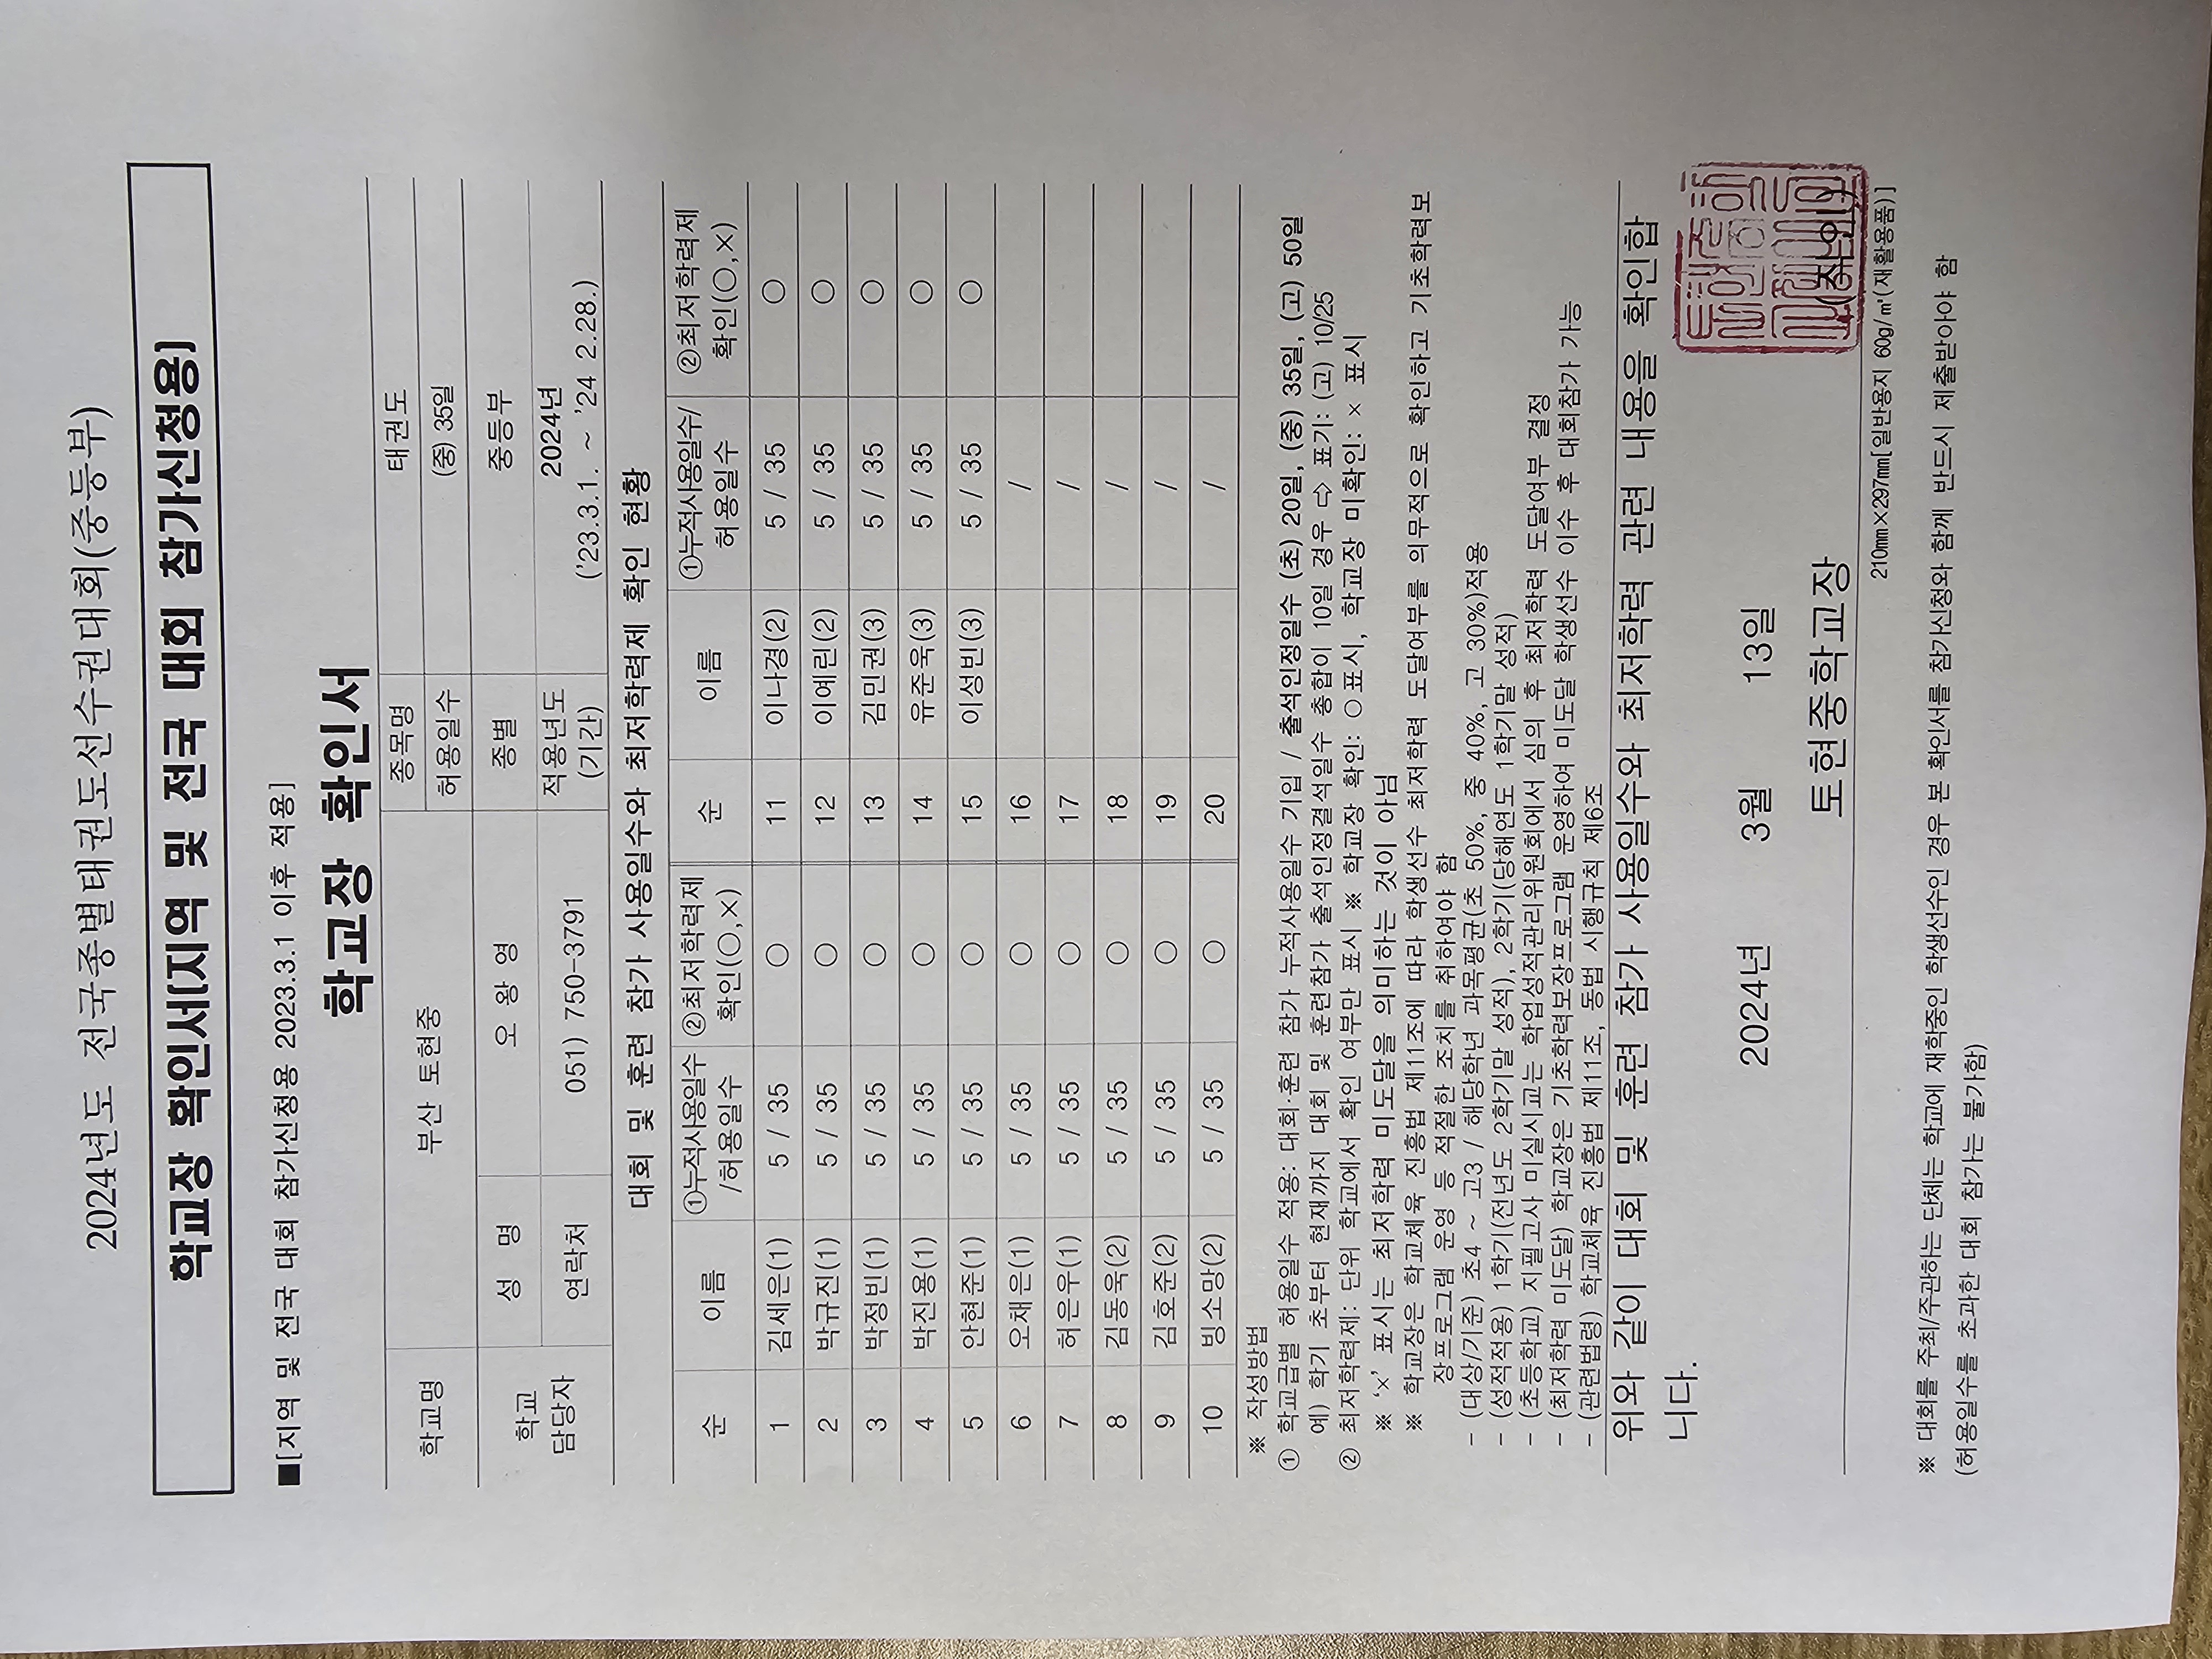 2024년도 전국종별태권도선수권대회(중등부)
학교장 확인서[지역 및 전국 대회 참가신청용]
■[지역 및 전국 대회 참가신청용 2023.3.1 이후 적용]
학교장 확인서
학교명 부산 토현중 종목명 태권도
허용일수 (중) 35일
학교 담당자 성 명 오 왕 영 종별 중등부
연락처 051) 750-3791 적용년도 (기간) 2024년 ('23.3.1. ~ '24 2.28.)
대회 및 훈련 참가 사용일수와 최저학력제 확인 현황
순 이름 ①누적사용일수 /허용일수 ②최저학력제 확인(○,×) 순 이름 ①누적사용일수/ 허용일수 ②최저학력제 확인(○,×)
1 김세은(1) 5 / 35 ○ 11 이나경(2) 5 / 35 ○
2 박규진(1) 5 / 35 ○ 12 이예린(2) 5 / 35 ○
3 박정빈(1) 5 / 35 ○ 13 김민권(3) 5 / 35 ○
4 박진용(1) 5 / 35 ○ 14 유준욱(3) 5 / 35 ○
5 안현준(1) 5 / 35 ○ 15 이성빈(3) 5 / 35 ○
6 오채은(1) 5 / 35 ○ 16 /
7 허은우(1) 5 / 35 ○ 17 /
8 김동욱(2) 5 / 35 ○ 18 /
9 김호준(2) 5 / 35 ○ 19 /
10 빙소망(2) 5 / 35 ○ 20 /
※ 작성방법
① 학교급별 허용일수 적용: 대회·훈련 참가 누적사용일수 기입 / 출석인정일수 (초) 20일, (중) 35일, (고) 50일
예) 학기 초부터 현재까지 대회 및 훈련참가 출석인정결석일수 총합이 10일 경우 ➪ 표기: (고) 10/25
② 최저학력제: 단위 학교에서 확인 여부만 표시 ※ 학교장 확인: ○표시, 학교장 미확인: × 표시
※ '×' 표시는 최저학력 미도달을 의미하는 것이 아님
※ 학교장은 학교체육 진흥법 제11조에 따라 학생선수 최저학력 도달여부를 의무적으로 확인하고 기초학력보
장프로그램 운영 등 적절한 조치를 취하여야 함
- (대상/기준) 초4 ~ 고3 / 해당학년 과목평균(초 50%, 중 40%, 고 30%)적용
- (성적적용) 1학기(전년도 2학기말 성적), 2학기(당해연도 1학기말 성적)
- (초등학교) 지필고사 미실시교는 학업성적관리위원회에서 심의 후 최저학력 도달여부 결정
- (최저학력 미도달) 학교장은 기초학력보장프로그램 운영하여 미도달 학생선수 이수 후 대회참가 가능
- (관련법령) 학교체육 진흥법 제11조, 동법 시행규칙 제6조
위와 같이 대회 및 훈련 참가 사용일수와 최저학력 관련 내용을 확인합
니다.
2024년 3월 13일
토현중학교장 (직인)
210mm×297mm[일반용지 60g/㎡(재활용품)]
※ 대회를 주최/주관하는 단체는 학교에 재학중인 학생선수인 경우 본 확인서를 참가신청와 함께 반드시 제출받아야 함
(허용일수를 초과한 대회 참가는 불가함)